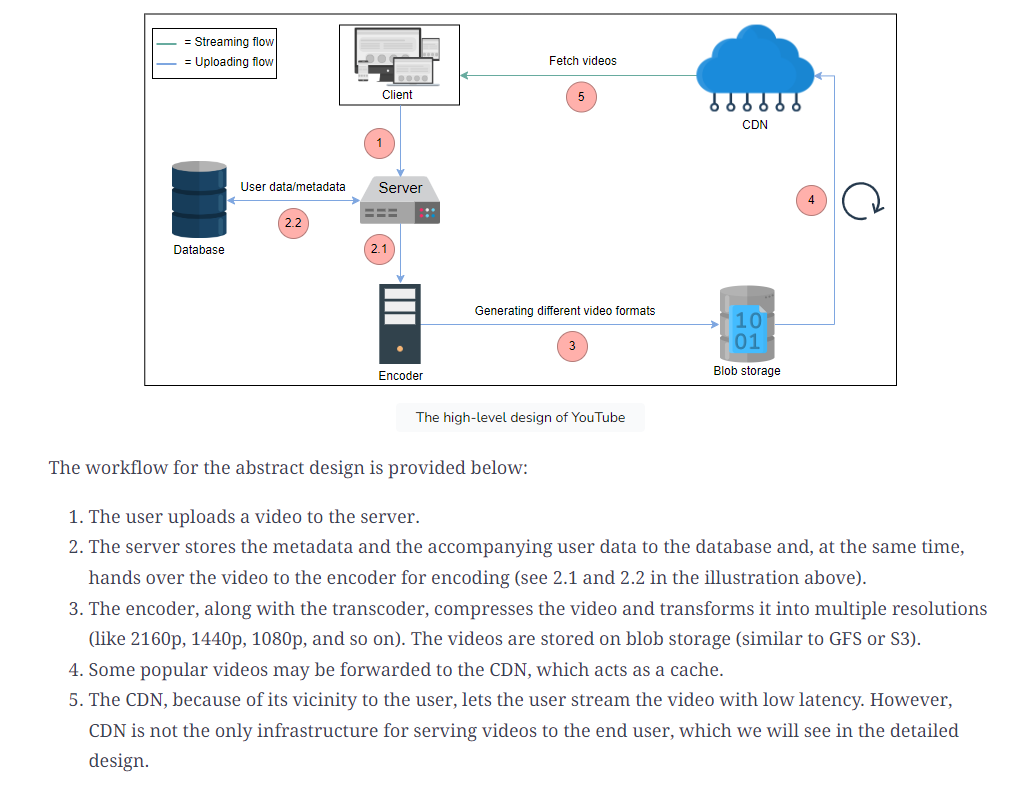 = Streaming flow
= Uploading flow
Client
Fetch videos
5
CDN
1
User data/metadata
Server
4
2.2
Database
2.1
Generating different video formats
10
01
3
Encoder
Blob storage
The high-level design of YouTube
The workflow for the abstract design is provided below:
1. The user uploads a video to the server.
2. The server stores the metadata and the accompanying user data to the database and, at the same time,
hands over the video to the encoder for encoding (see 2.1 and 2.2 in the illustration above).
3. The encoder, along with the transcoder, compresses the video and transforms it into multiple resolutions
(like 2160p, 1440p, 1080p, and so on). The videos are stored on blob storage (similar to GFS or S3).
4. Some popular videos may be forwarded to the CDN, which acts as a cache.
5. The CDN, because of its vicinity to the user, lets the user stream the video with low latency. However,
CDN is not the only infrastructure for serving videos to the end user, which we will see in the detailed
design.